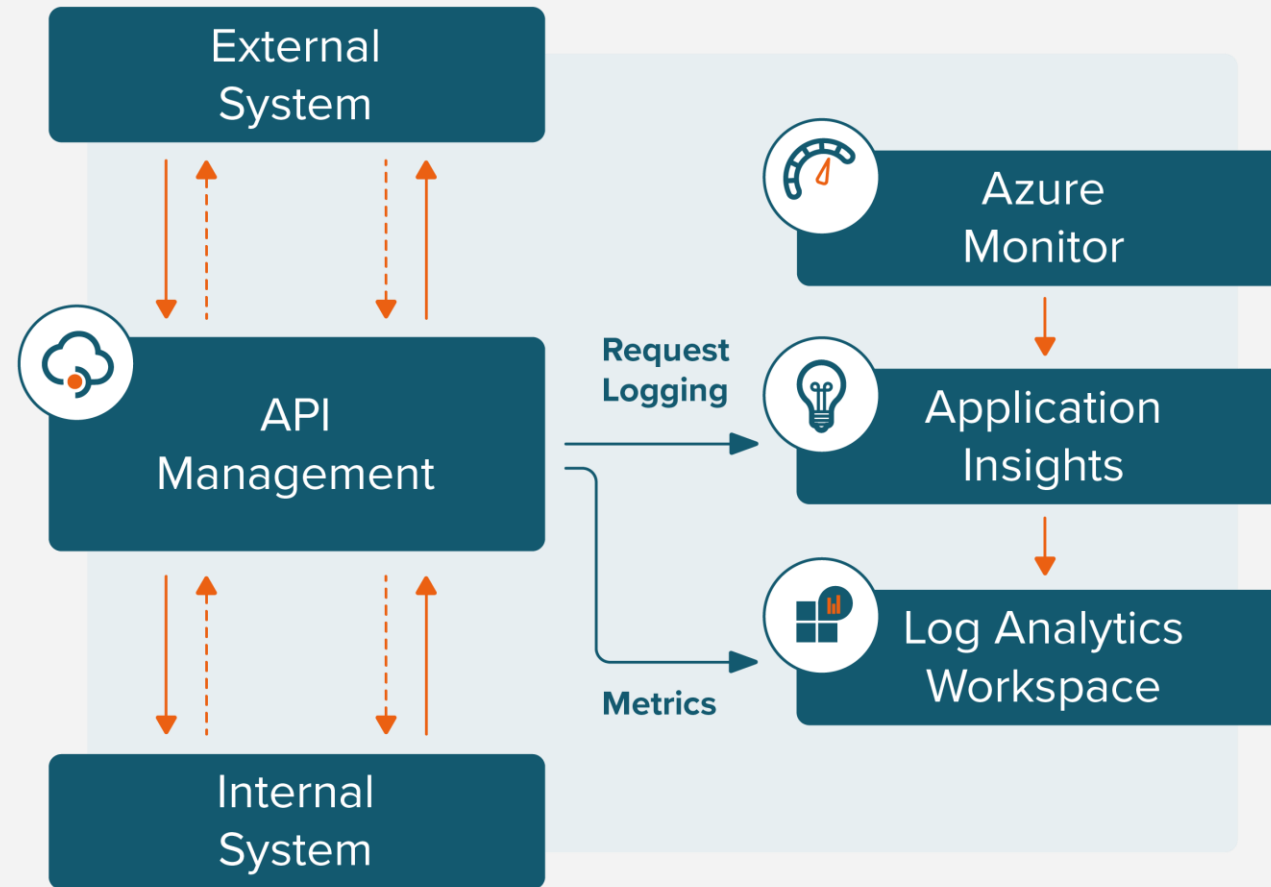 External
System
Azure
Monitor
Request
Logging
API
Management
Application
Insights
Log Analytics
Workspace
Metrics
Internal
System